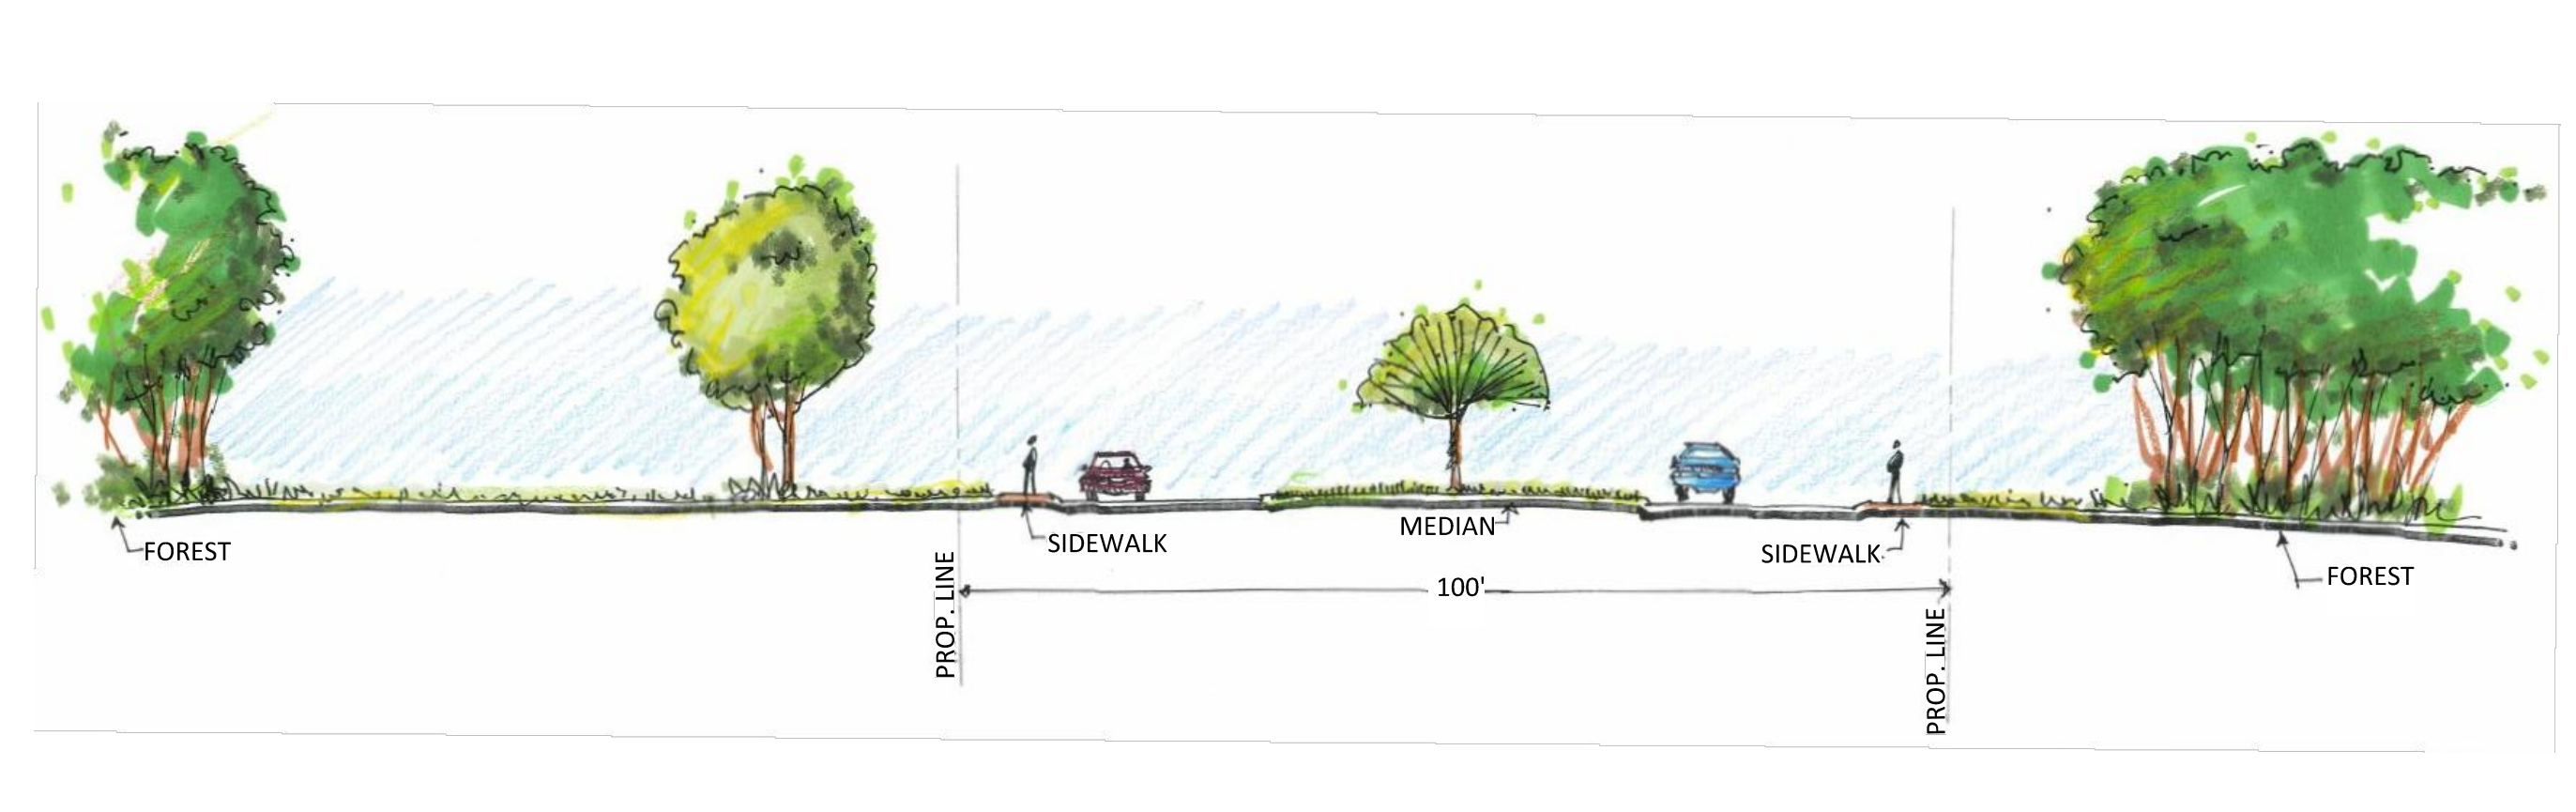 FOREST
PROP. LINE
SIDEWALK
MEDIAN
100'
SIDEWALK
PROP. LINE
FOREST